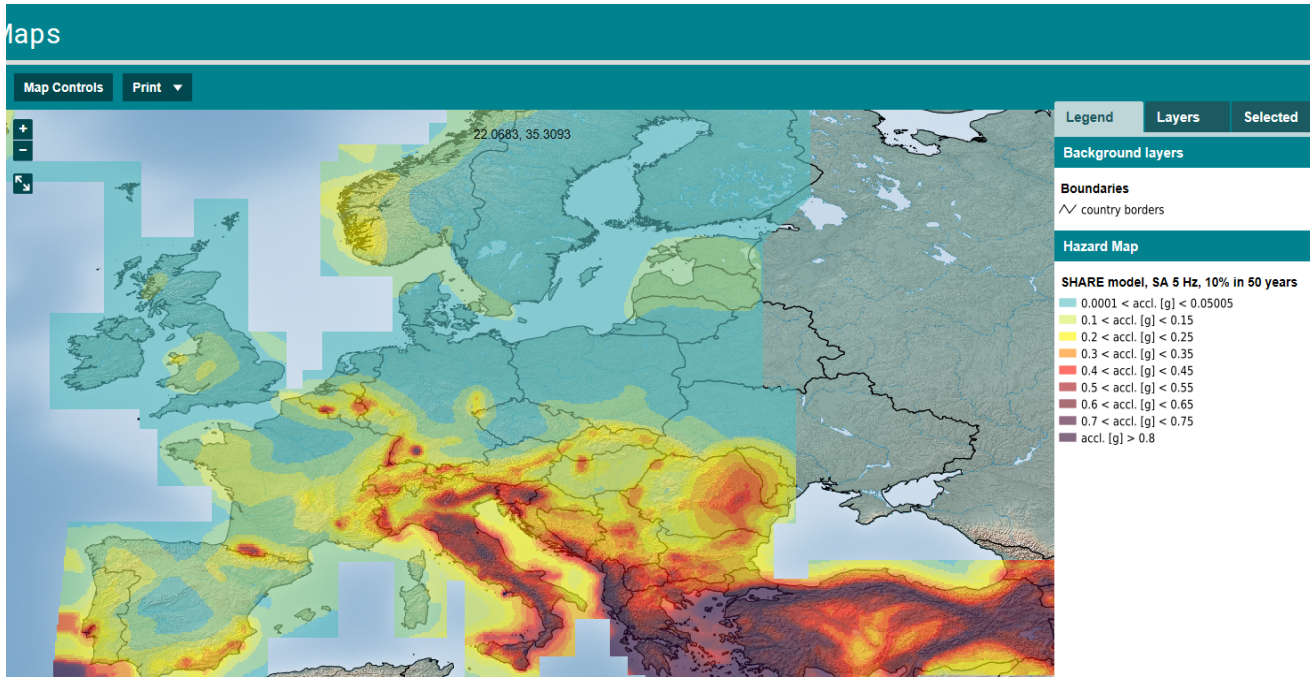 Maps
Map Controls
Print ▼
+
−
22.0683, 35.3093
Legend
Layers
Selected
Background layers
Boundaries
country borders
Hazard Map
SHARE model, SA 5 Hz, 10% in 50 years
0.0001 < accl. [g] < 0.05005
0.1 < accl. [g] < 0.15
0.2 < accl. [g] < 0.25
0.3 < accl. [g] < 0.35
0.4 < accl. [g] < 0.45
0.5 < accl. [g] < 0.55
0.6 < accl. [g] < 0.65
0.7 < accl. [g] < 0.75
accl. [g] > 0.8